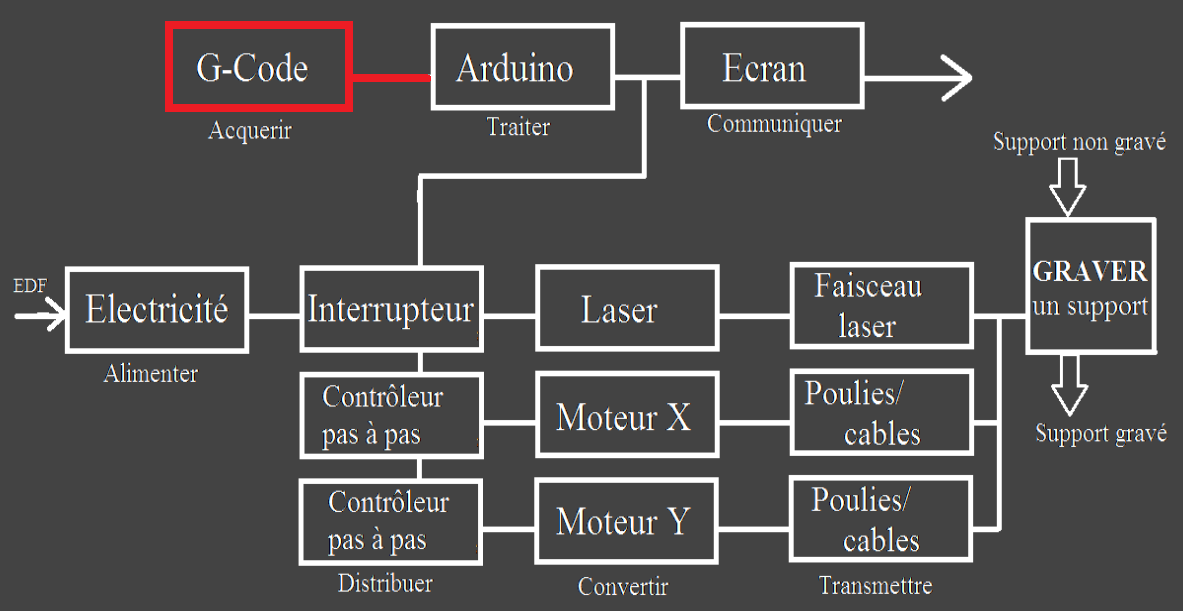 G-Code
Arduino
Ecran
Acquerir
Traiter
Communiquer
Support non gravé
EDF
Electricité
Interrupteur
Laser
Faisceau
laser
GRAVER
un support
Alimenter
Contrôleur
pas à pas
Moteur X
Poulies/
cables
Support gravé
Contrôleur
pas à pas
Moteur Y
Poulies/
cables
Distribuer
Convertir
Transmettre